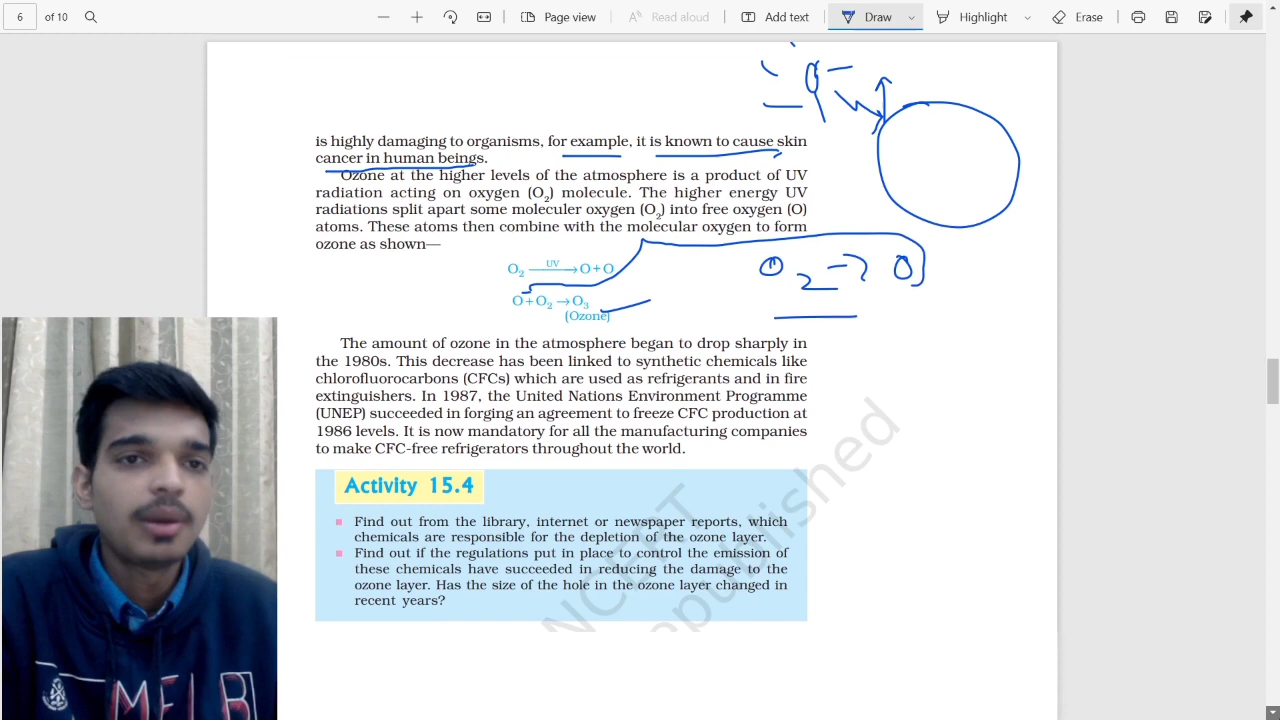 6 of 10 Page view Read aloud Add text Draw Highlight Erase
is highly damaging to organisms, for example, it is known to cause skin
cancer in human beings.
Ozone at the higher levels of the atmosphere is a product of UV
radiation acting on oxygen (O2) molecule. The higher energy UV
radiations split apart some moleculer oxygen (O2) into free oxygen (O)
atoms. These atoms then combine with the molecular oxygen to form
ozone as shown—
O2 UV → O + O
O2 → O
O + O2 → O3
(Ozone)
The amount of ozone in the atmosphere began to drop sharply in
the 1980s. This decrease has been linked to synthetic chemicals like
chlorofluorocarbons (CFCs) which are used as refrigerants and in fire
extinguishers. In 1987, the United Nations Environment Programme
(UNEP) succeeded in forging an agreement to freeze CFC production at
1986 levels. It is now mandatory for all the manufacturing companies
to make CFC-free refrigerators throughout the world.
Activity 15.4
Find out from the library, internet or newspaper reports, which
chemicals are responsible for the depletion of the ozone layer.
Find out if the regulations put in place to control the emission of
these chemicals have succeeded in reducing the damage to the
ozone layer. Has the size of the hole in the ozone layer changed in
recent years?
NCERT
republished